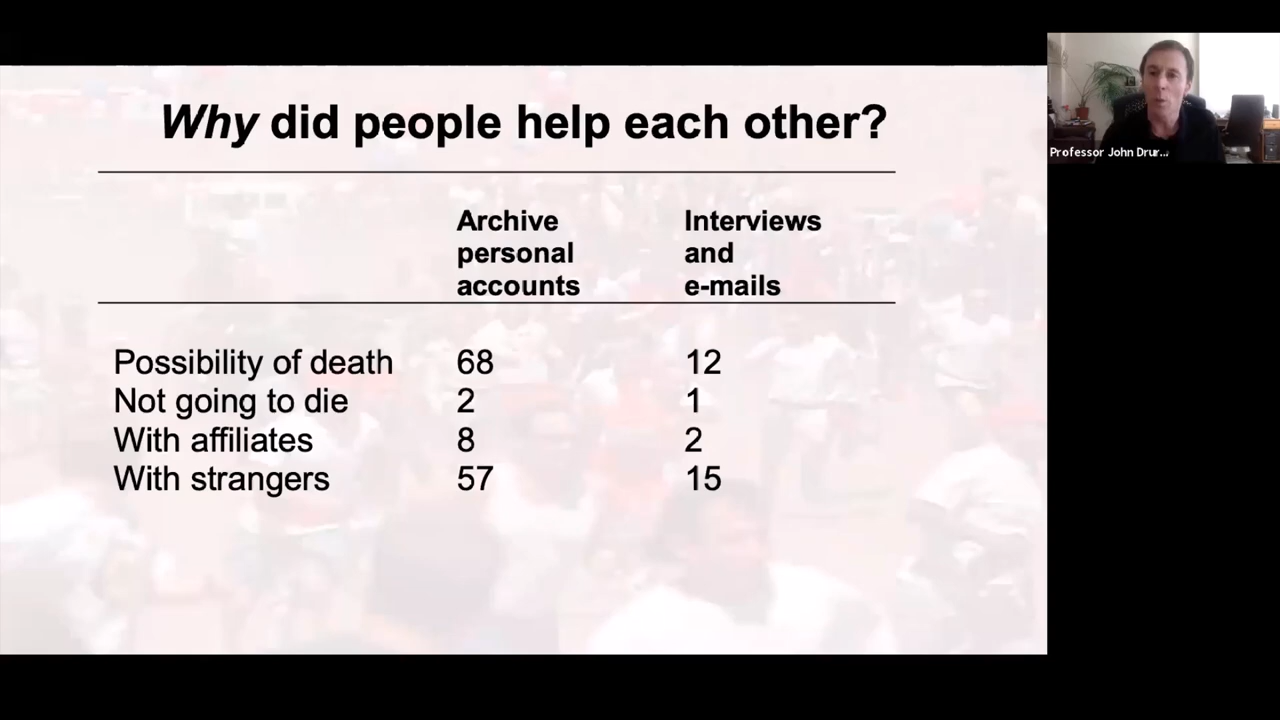 Why did people help each other?
Archive personal accounts
Interviews and e-mails
Possibility of death 68 12
Not going to die 2 1
With affiliates 8 2
With strangers 57 15
Professor John Drur...